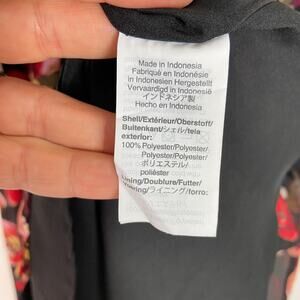 Made in Indonesia
Fabriqué en Indonésie
in Indonesien Hergestellt
Vervaardigd in Indonesië
インドネシア製
Hecho en Indonesia
Shell/Extérieur/Oberstoff/
Buitenkant/シェル/tela
exterior:
100% Polyester/Polyester/
Polyester/Polyester/
ポリエステル/
poliéster
Lining/Doublure/Futter/
Voering/ライニング/forro: